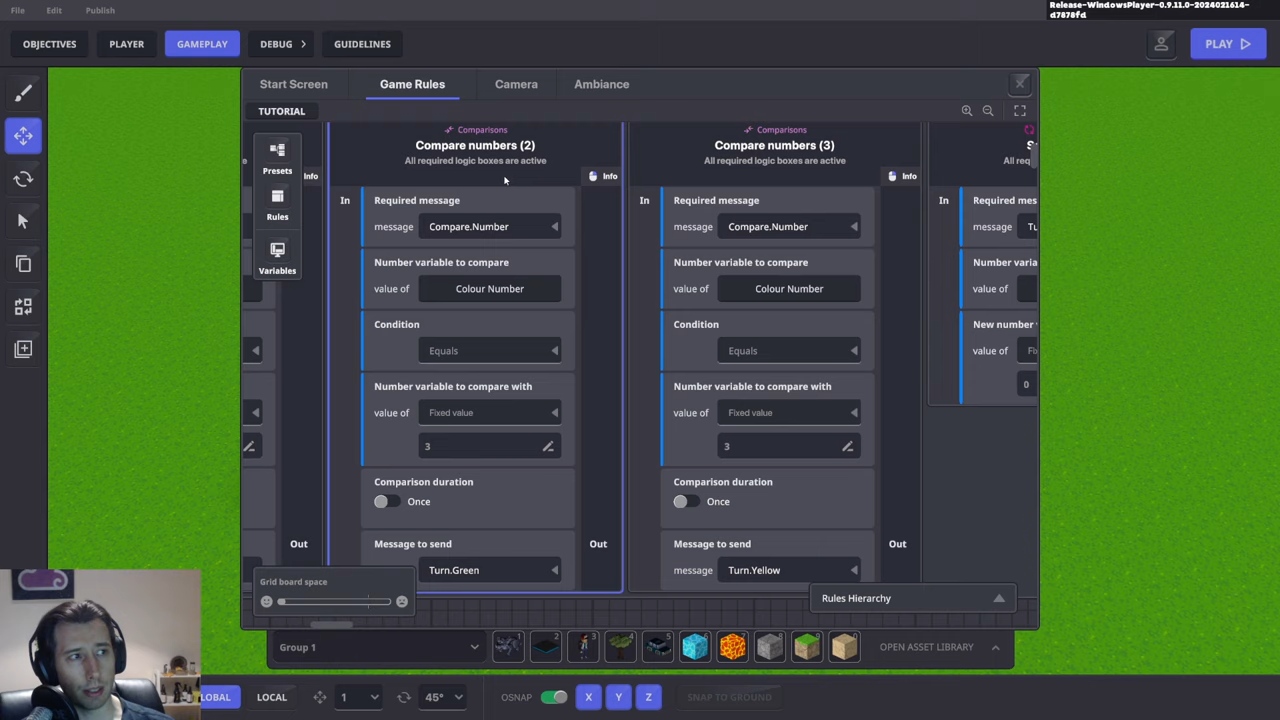 File Edit Publish
Release-WindowsPlayer-0.9.11.0-2024021614-
d7878fd
OBJECTIVES PLAYER GAMEPLAY DEBUG GUIDELINES PLAY
Start Screen Game Rules Camera Ambiance
TUTORIAL
Presets
Rules
Variables
Info
Out
Comparisons
Compare numbers (2)
All required logic boxes are active
Info
In
Required message
message Compare.Number
Number variable to compare
value of Colour Number
Condition
Equals
Number variable to compare with
value of Fixed value
3
Comparison duration
Once
Message to send
Turn.Green
Out
Comparisons
Compare numbers (3)
All required logic boxes are active
Info
In
Required message
message Compare.Number
Number variable to compare
value of Colour Number
Condition
Equals
Number variable to compare with
value of Fixed value
3
Comparison duration
Once
Message to send
message Turn.Yellow
Out
In
Required
message
Number
value of
New number
value of
0
Grid board space
Rules Hierarchy
Group 1
1 2 3 4 5
OPEN ASSET LIBRARY
LOCAL 1 45° OSNAP X Y Z SNAP TO GROUND